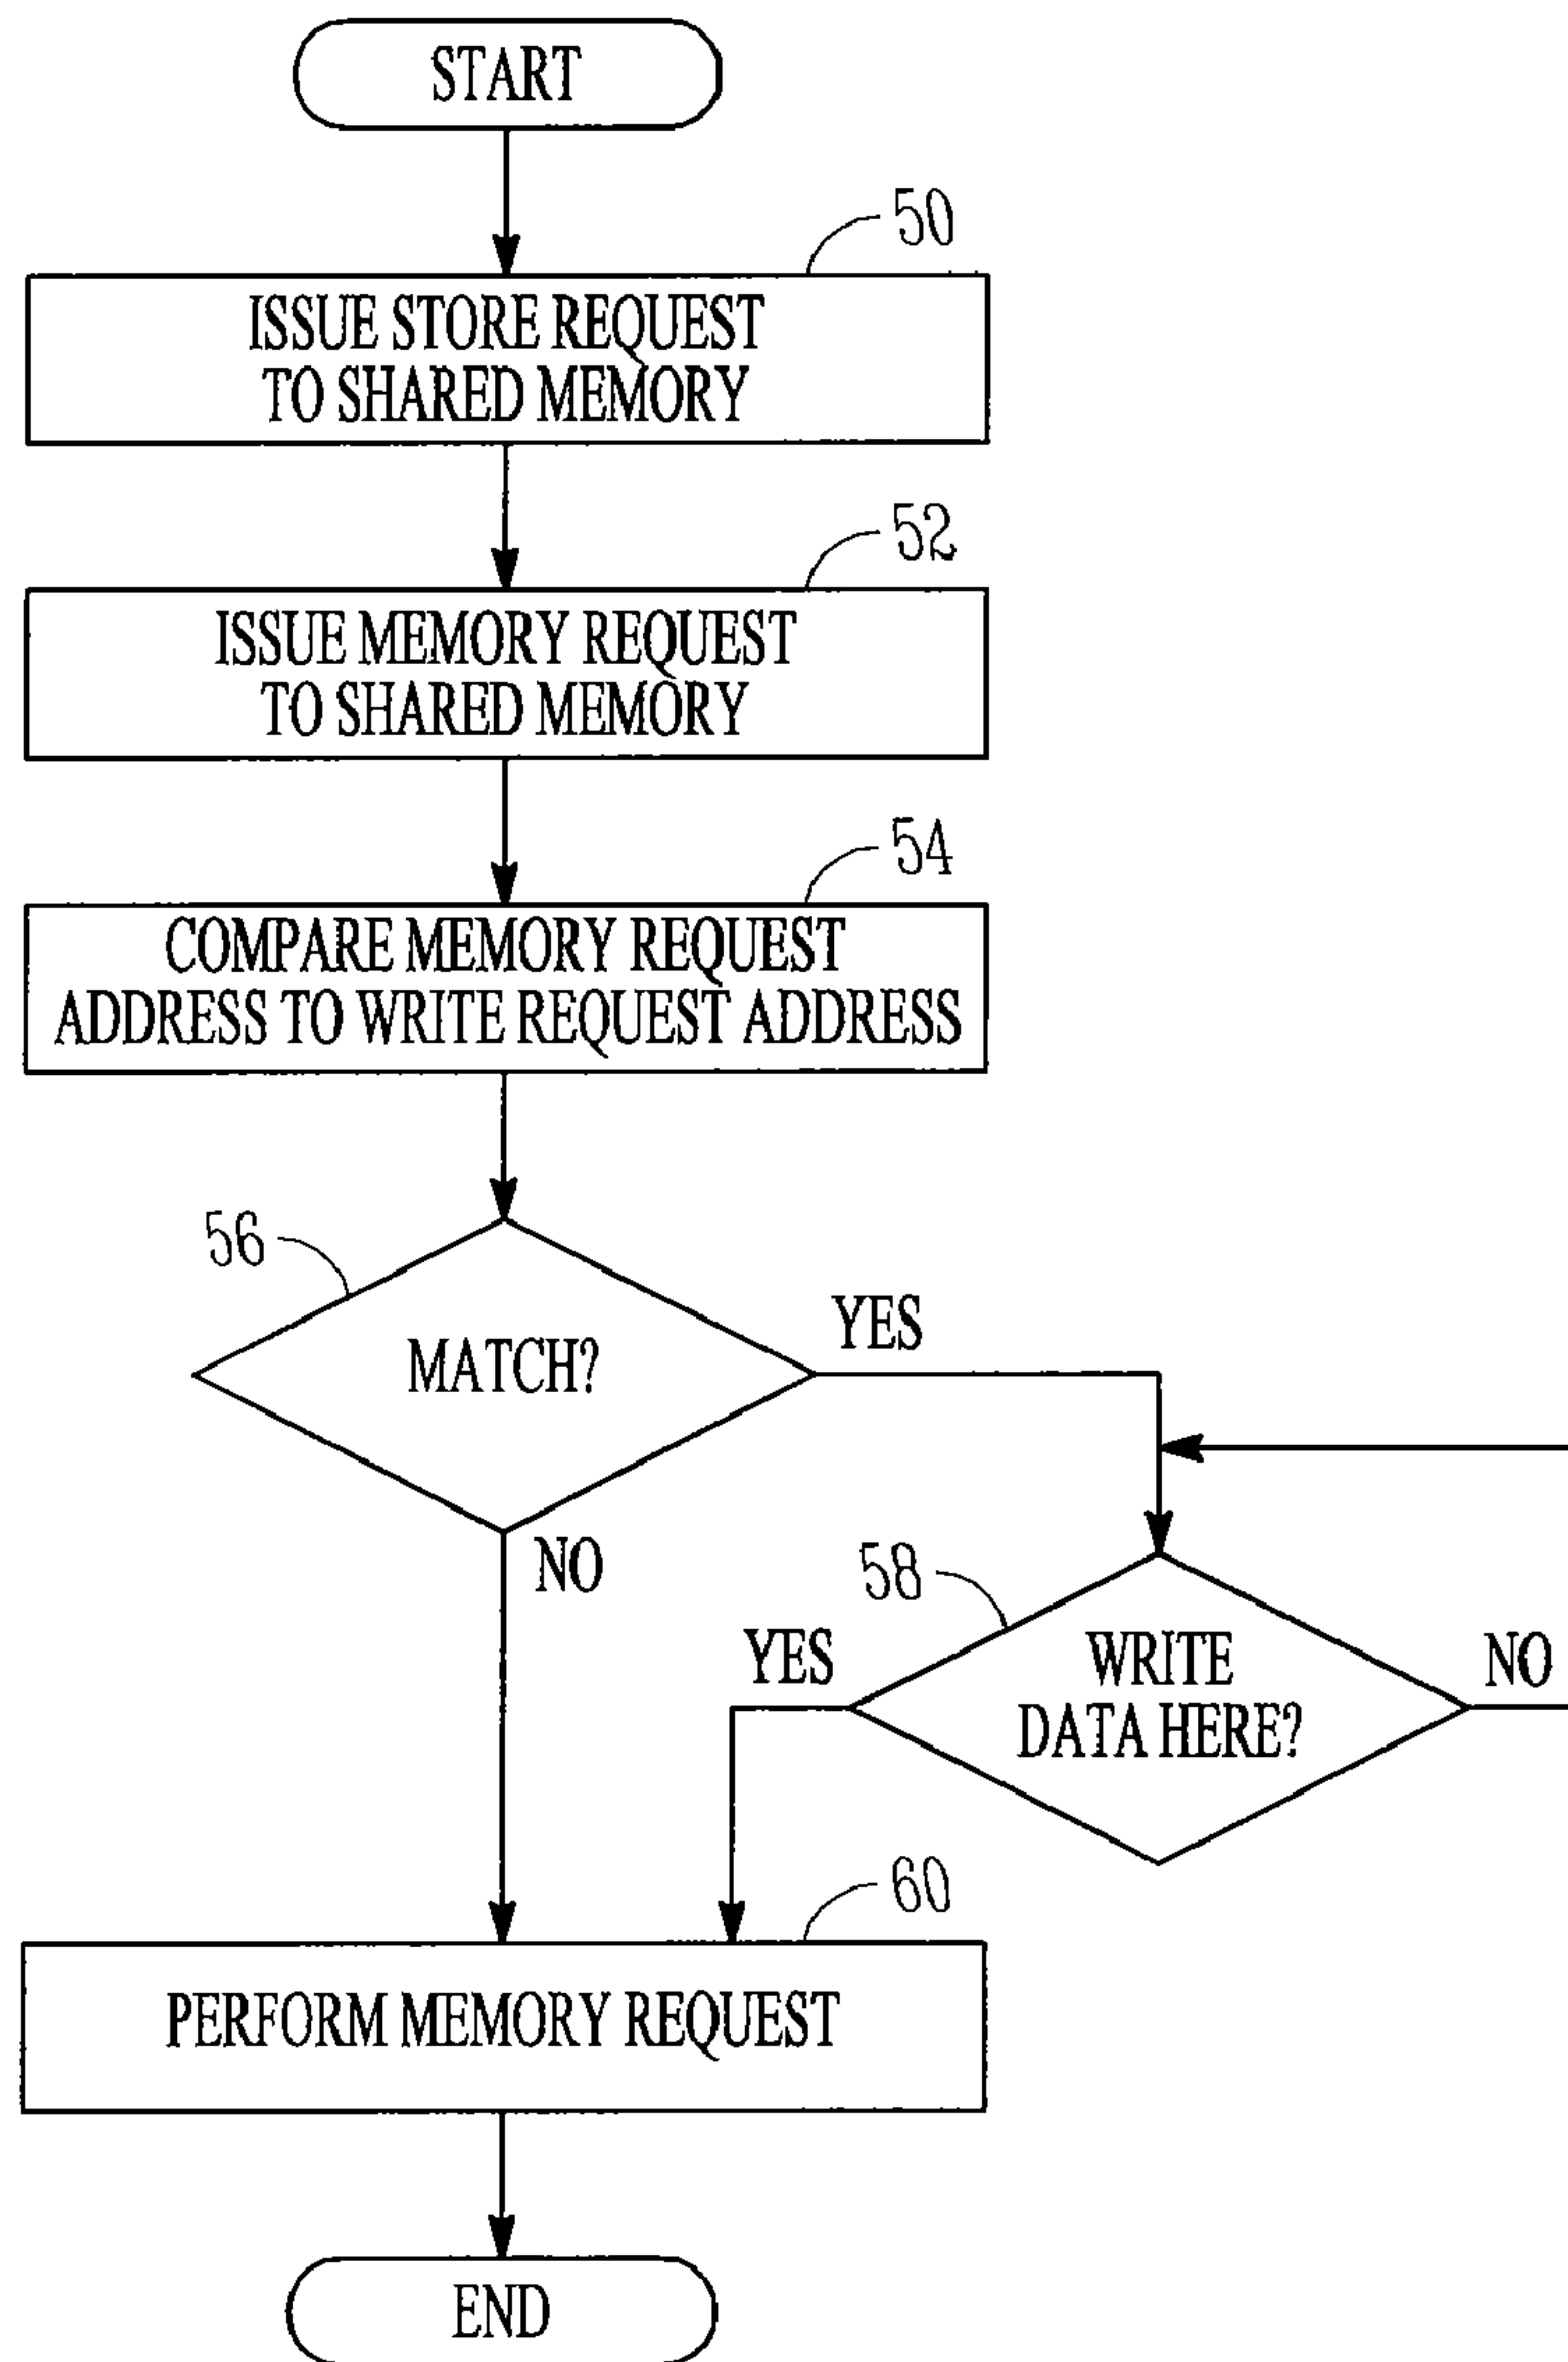 START
50
ISSUE STORE REQUEST
TO SHARED MEMORY
52
ISSUE MEMORY REQUEST
TO SHARED MEMORY
54
COMPARE MEMORY REQUEST
ADDRESS TO WRITE REQUEST ADDRESS
56
MATCH?
YES
NO
58
YES
WRITE
DATA HERE?
NO
60
PERFORM MEMORY REQUEST
END